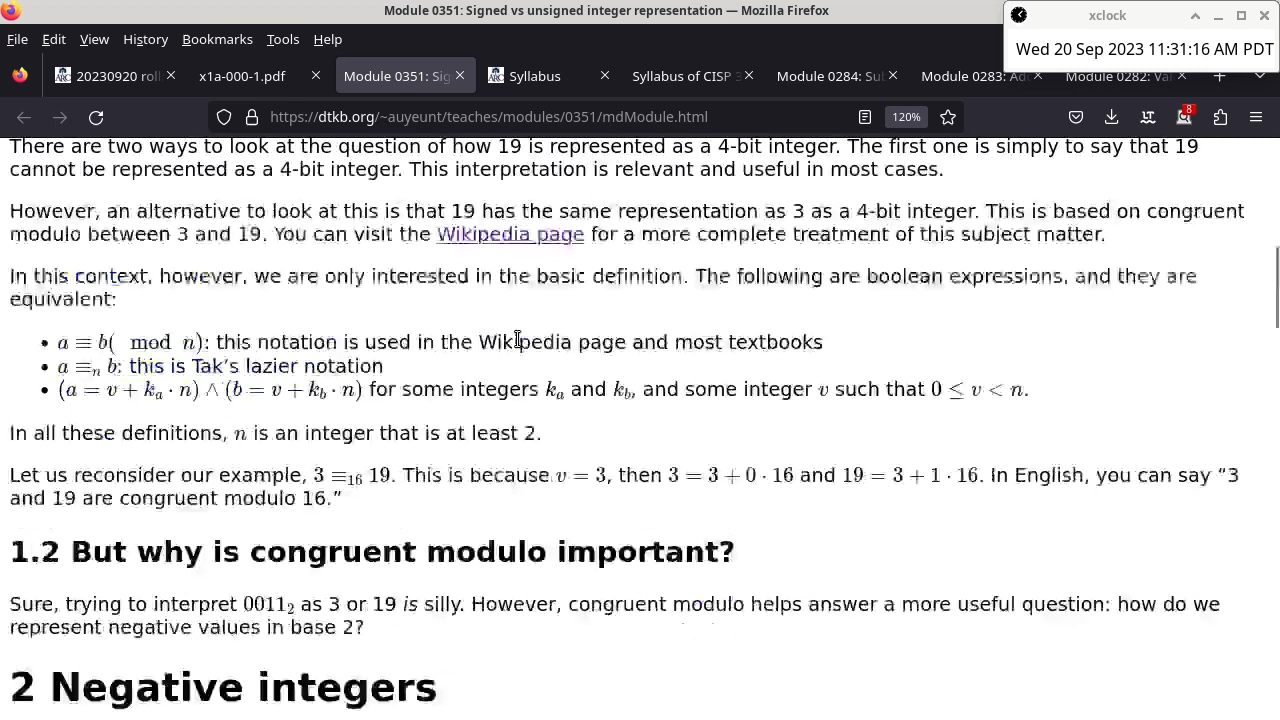 Module 0351: Signed vs unsigned integer representation — Mozilla Firefox
xclock
File Edit View History Bookmarks Tools Help
Wed 20 Sep 2023 11:31:16 AM PDT
20230920 roll
x1a-000-1.pdf
Module 0351: Sig
Syllabus
Syllabus of CISP 3
Module 0284: Sub
Module 0283: Add
Module 0282: Val
https://dtkb.org/~auyeunt/teaches/modules/0351/mdModule.html
120%
8
There are two ways to look at the question of how 19 is represented as a 4-bit integer. The first one is simply to say that 19
cannot be represented as a 4-bit integer. This interpretation is relevant and useful in most cases.
However, an alternative to look at this is that 19 has the same representation as 3 as a 4-bit integer. This is based on congruent
modulo between 3 and 19. You can visit the Wikipedia page for a more complete treatment of this subject matter.
In this context, however, we are only interested in the basic definition. The following are boolean expressions, and they are
equivalent:
• a ≡ b( mod n): this notation is used in the Wikipedia page and most textbooks
• a ≡ₙ b: this is Tak’s lazier notation
• (a = v + kₐ · n) ∧ (b = v + k_b · n) for some integers kₐ and k_b, and some integer v such that 0 ≤ v < n.
In all these definitions, n is an integer that is at least 2.
Let us reconsider our example, 3 ≡₁₆ 19. This is because v = 3, then 3 = 3 + 0 · 16 and 19 = 3 + 1 · 16. In English, you can say “3
and 19 are congruent modulo 16.”
1.2 But why is congruent modulo important?
Sure, trying to interpret 0011₂ as 3 or 19 is silly. However, congruent modulo helps answer a more useful question: how do we
represent negative values in base 2?
2 Negative integers